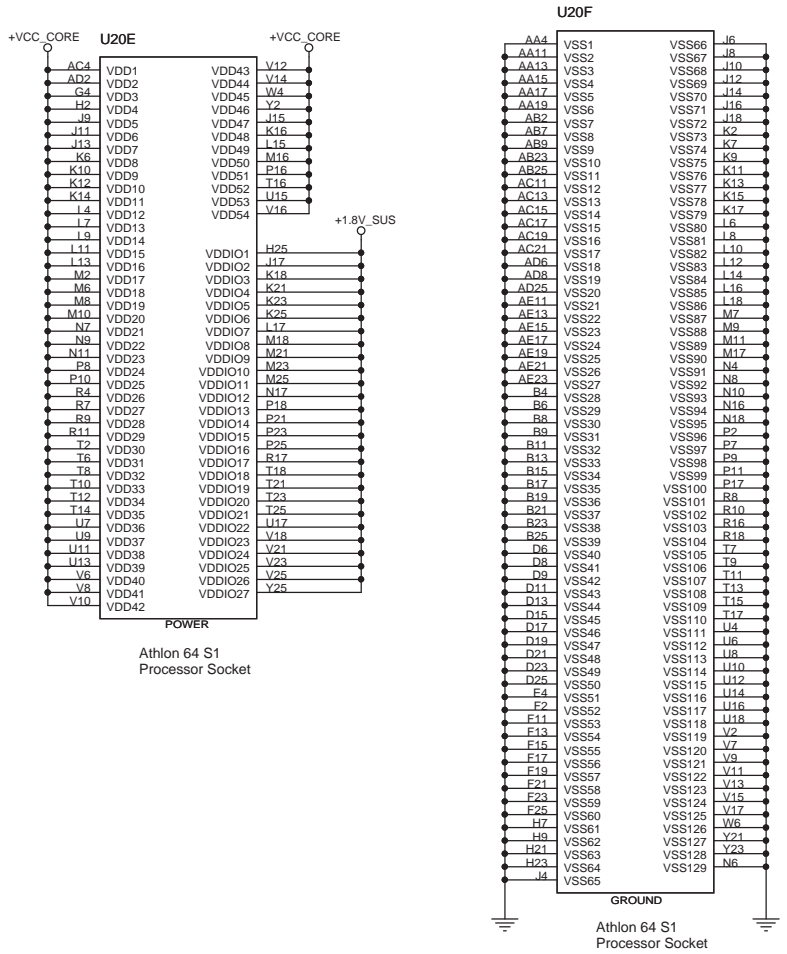 U20E
+VCC_CORE
+VCC_CORE
AC4 VDD1
AD2 VDD2
G4 VDD3
H2 VDD4
J9 VDD5
J11 VDD6
J13 VDD7
K6 VDD8
K10 VDD9
K12 VDD10
K14 VDD11
L4 VDD12
L7 VDD13
L9 VDD14
L11 VDD15
L13 VDD16
M2 VDD17
M6 VDD18
M8 VDD19
M10 VDD20
N7 VDD21
N9 VDD22
N11 VDD23
P8 VDD24
P10 VDD25
R4 VDD26
R7 VDD27
R9 VDD28
R11 VDD29
T2 VDD30
T6 VDD31
T8 VDD32
T10 VDD33
T12 VDD34
T14 VDD35
U7 VDD36
U9 VDD37
U11 VDD38
U13 VDD39
V6 VDD40
V8 VDD41
V10 VDD42
VDD43 V12
VDD44 V14
VDD45 W4
VDD46 Y2
VDD47 J15
VDD48 K16
VDD49 L15
VDD50 M16
VDD51 P16
VDD52 T16
VDD53 U15
VDD54 V16
+1.8V_SUS
VDDIO1 H25
VDDIO2 J17
VDDIO3 K18
VDDIO4 K21
VDDIO5 K23
VDDIO6 K25
VDDIO7 L17
VDDIO8 M18
VDDIO9 M21
VDDIO10 M23
VDDIO11 M25
VDDIO12 N17
VDDIO13 P18
VDDIO14 P21
VDDIO15 P23
VDDIO16 P25
VDDIO17 R17
VDDIO18 T18
VDDIO19 T21
VDDIO20 T23
VDDIO21 T25
VDDIO22 U17
VDDIO23 V18
VDDIO24 V21
VDDIO25 V23
VDDIO26 V25
VDDIO27 Y25
POWER
Athlon 64 S1
Processor Socket
U20F
AA4 VSS1
AA11 VSS2
AA13 VSS3
AA15 VSS4
AA17 VSS5
AA19 VSS6
AB2 VSS7
AB7 VSS8
AB9 VSS9
AB23 VSS10
AB25 VSS11
AC11 VSS12
AC13 VSS13
AC15 VSS14
AC17 VSS15
AC19 VSS16
AC21 VSS17
AD6 VSS18
AD8 VSS19
AD25 VSS20
AE11 VSS21
AE13 VSS22
AE15 VSS23
AE17 VSS24
AE19 VSS25
AE21 VSS26
AE23 VSS27
B4 VSS28
B6 VSS29
B8 VSS30
B9 VSS31
B11 VSS32
B13 VSS33
B15 VSS34
B17 VSS35
B19 VSS36
B21 VSS37
B23 VSS38
B25 VSS39
D6 VSS40
D8 VSS41
D9 VSS42
D11 VSS43
D13 VSS44
D15 VSS45
D17 VSS46
D19 VSS47
D21 VSS48
D23 VSS49
D25 VSS50
E4 VSS51
F2 VSS52
F11 VSS53
F13 VSS54
F15 VSS55
F17 VSS56
F19 VSS57
F21 VSS58
F23 VSS59
F25 VSS60
H7 VSS61
H9 VSS62
H21 VSS63
H23 VSS64
J4 VSS65
VSS66 J6
VSS67 J8
VSS68 J10
VSS69 J12
VSS70 J14
VSS71 J16
VSS72 J18
VSS73 K2
VSS74 K7
VSS75 K9
VSS76 K11
VSS77 K13
VSS78 K15
VSS79 K17
VSS80 L6
VSS81 L8
VSS82 L10
VSS83 L12
VSS84 L14
VSS85 L16
VSS86 L18
VSS87 M7
VSS88 M9
VSS89 M11
VSS90 M17
VSS91 N4
VSS92 N8
VSS93 N10
VSS94 N16
VSS95 N18
VSS96 P2
VSS97 P7
VSS98 P9
VSS99 P11
VSS100 P17
VSS101 R8
VSS102 R10
VSS103 R16
VSS104 R18
VSS105 T7
VSS106 T9
VSS107 T11
VSS108 T13
VSS109 T15
VSS110 T17
VSS111 U4
VSS112 U6
VSS113 U8
VSS114 U10
VSS115 U12
VSS116 U14
VSS117 U16
VSS118 U18
VSS119 V2
VSS120 V7
VSS121 V9
VSS122 V11
VSS123 V13
VSS124 V15
VSS125 V17
VSS126 W6
VSS127 Y21
VSS128 Y23
VSS129 N6
GROUND
Athlon 64 S1
Processor Socket